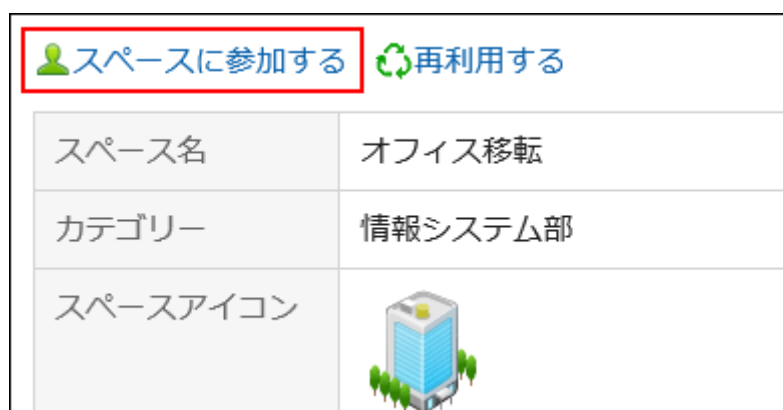 スペースに参加する 再利用する
スペース名 オフィス移転
カテゴリー 情報システム部
スペースアイコン